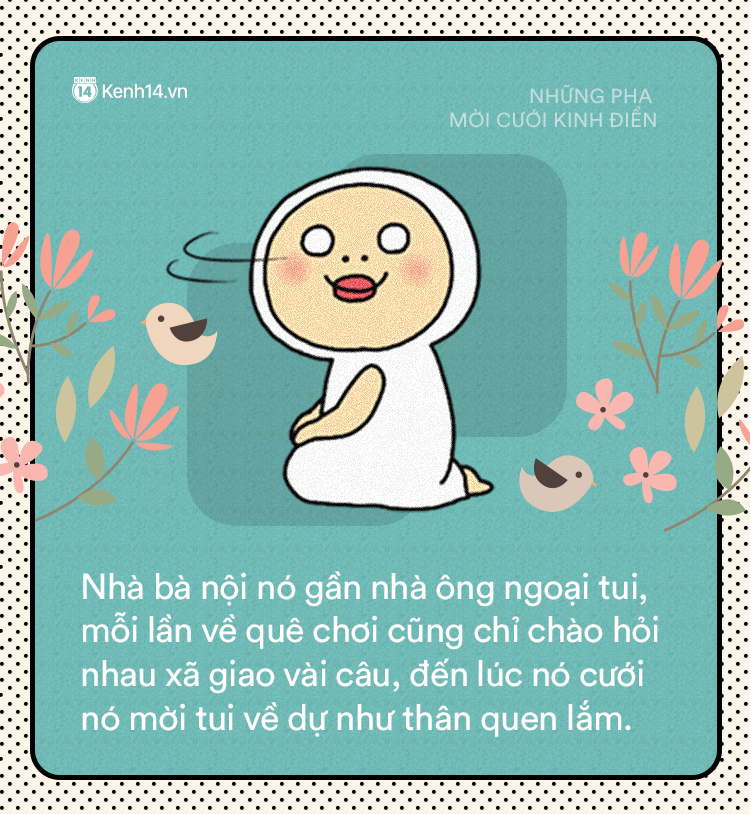 KENH
14
Kenh14.vn
NHỮNG PHA
MỜI CƯỚI KINH ĐIỂN
Nhà bà nội nó gần nhà ông ngoại tui,
mỗi lần về quê chơi cũng chỉ chào hỏi
nhau xã giao vài câu, đến lúc nó cưới
nó mời tui về dự như thân quen lắm.